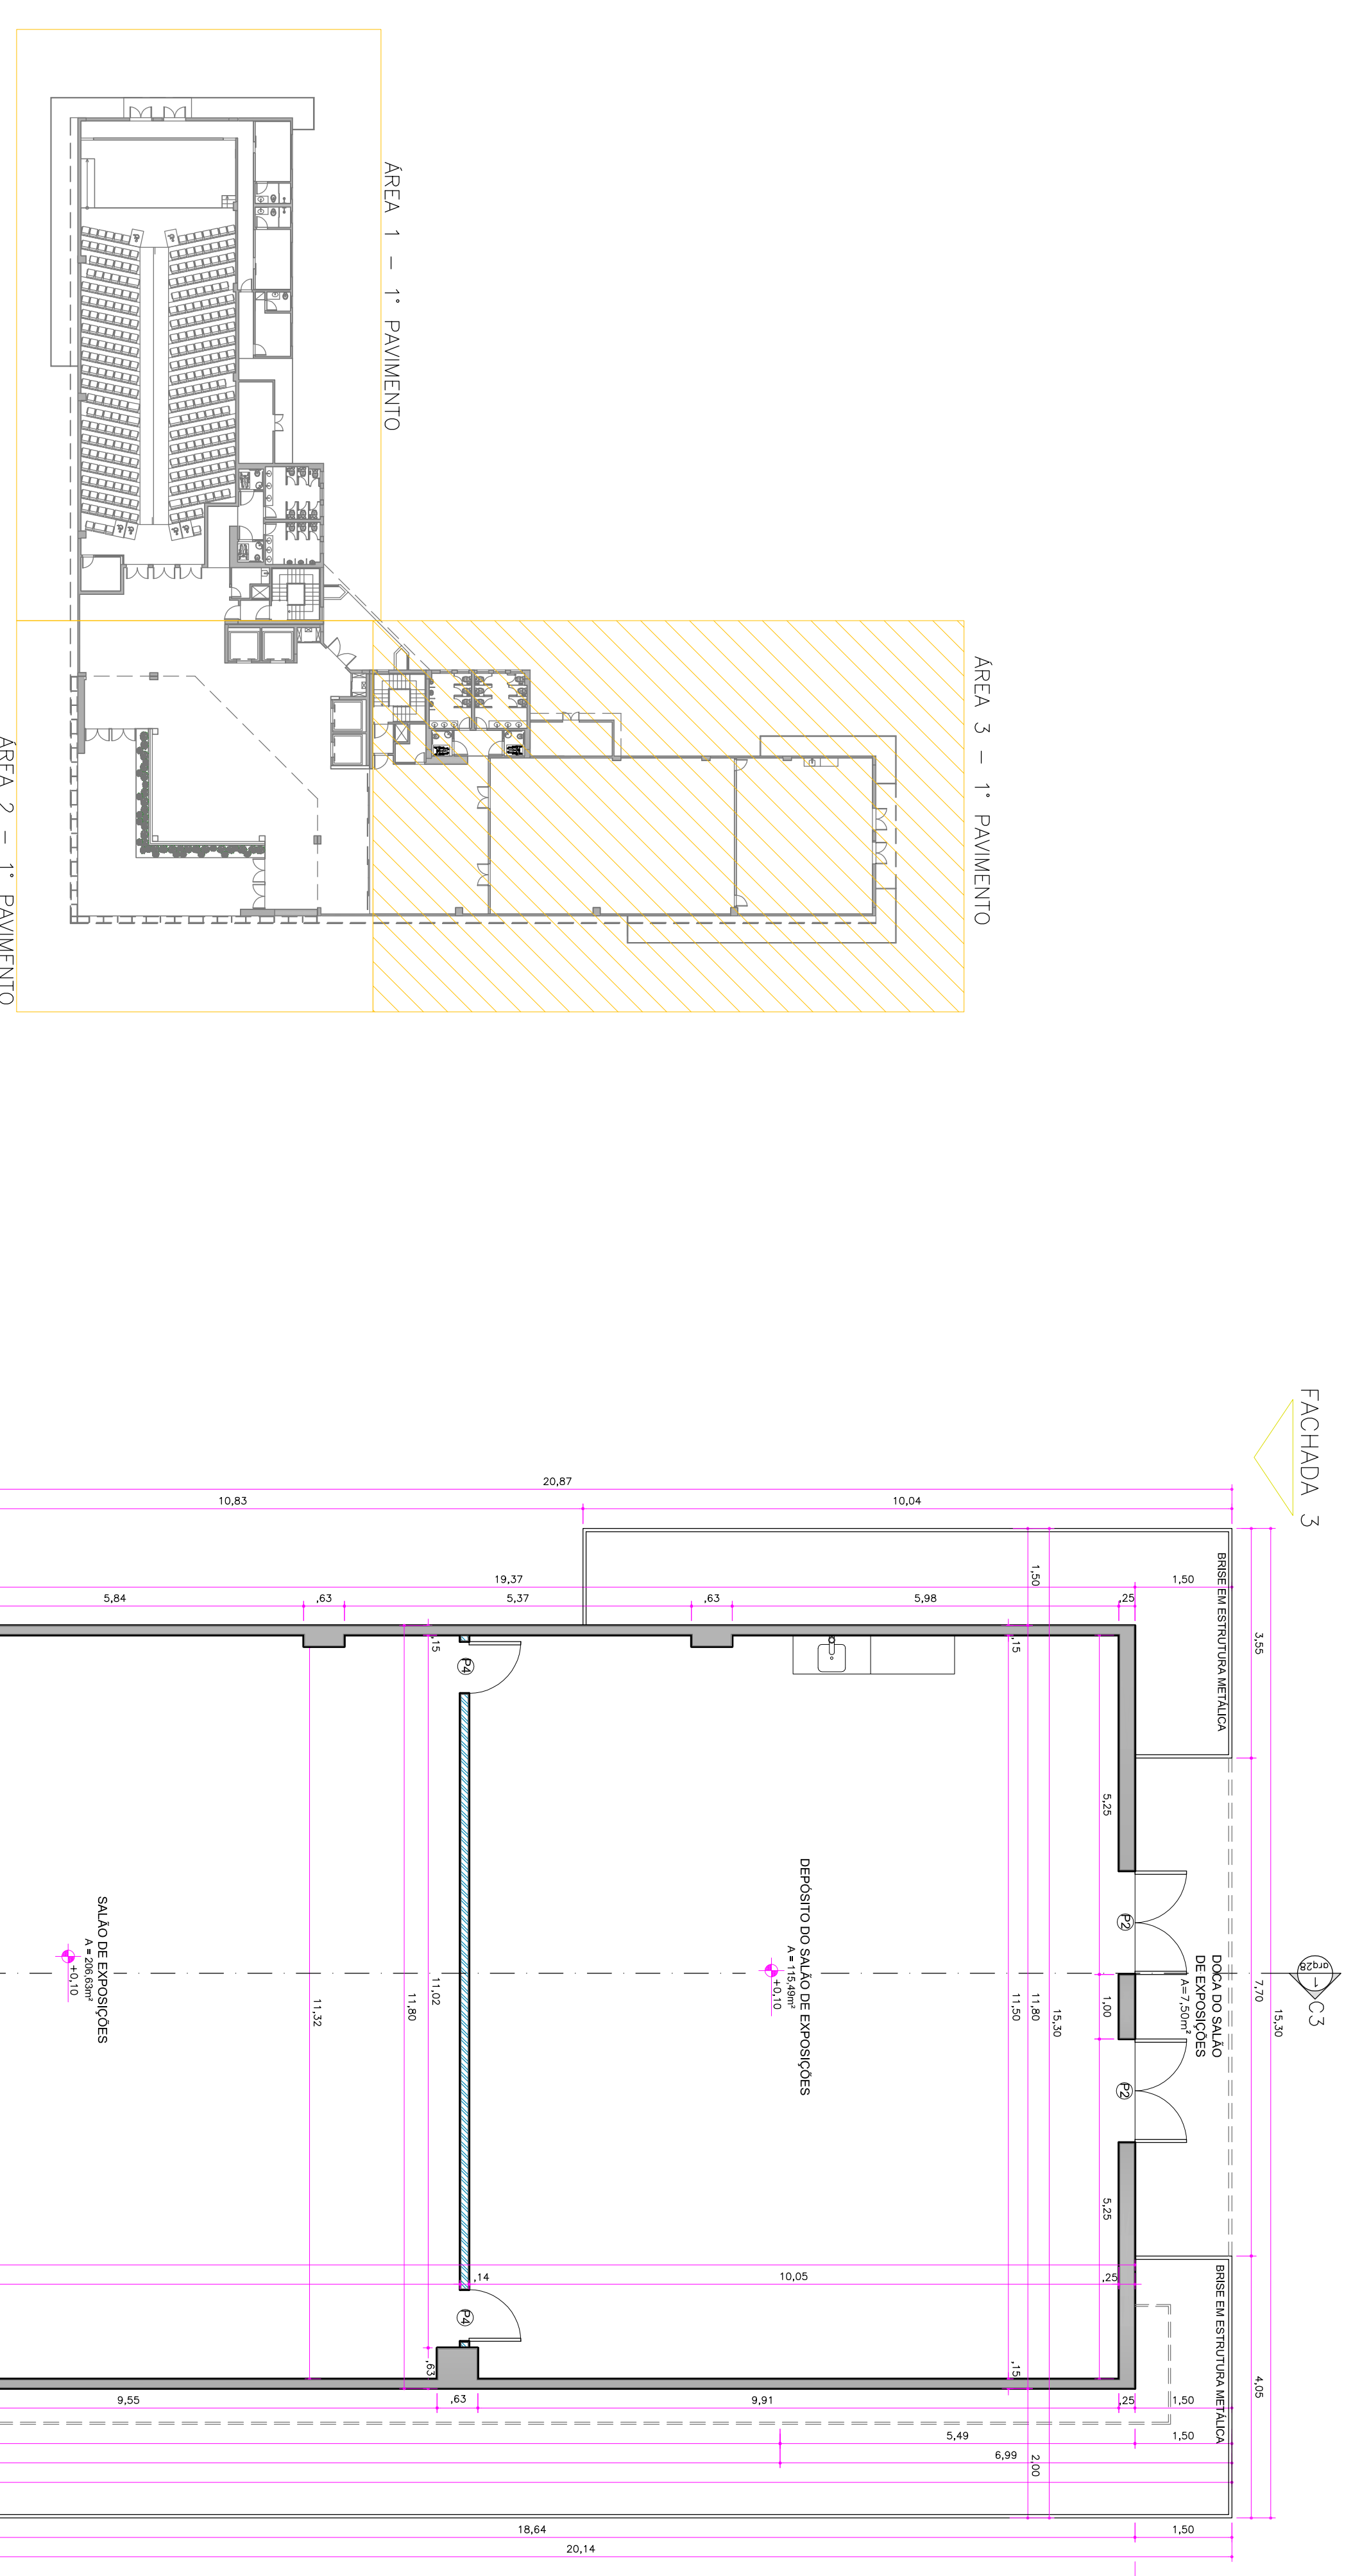 ÁREA 1 – 1° PAVIMENTO
ÁREA 3 – 1° PAVIMENTO
ÁREA 2 – 1° PAVIMENTO
FACHADA 3
1
arq28
C3
20,87
10,83
10,04
19,37
1,50
5,84
,63
5,37
,63
5,98
,25
1,50
,15
,15
BRISE EM ESTRUTURA METÁLICA
3,55
7,70
15,30
4,05
P4
P2
P2
P4
5,25
1,00
5,25
DOCA DO SALÃO
DE EXPOSIÇÕES
A=7,50m²
DEPÓSITO DO SALÃO DE EXPOSIÇÕES
A = 115,49m²
+0,10
SALÃO DE EXPOSIÇÕES
A = 206,63m²
+0,10
11,32
11,80
11,02
11,50
11,80
15,30
,14
10,05
,25
,63
,15
BRISE EM ESTRUTURA METÁLICA
9,55
,63
9,91
,25
1,50
5,49
1,50
6,99
2,00
18,64
1,50
20,14